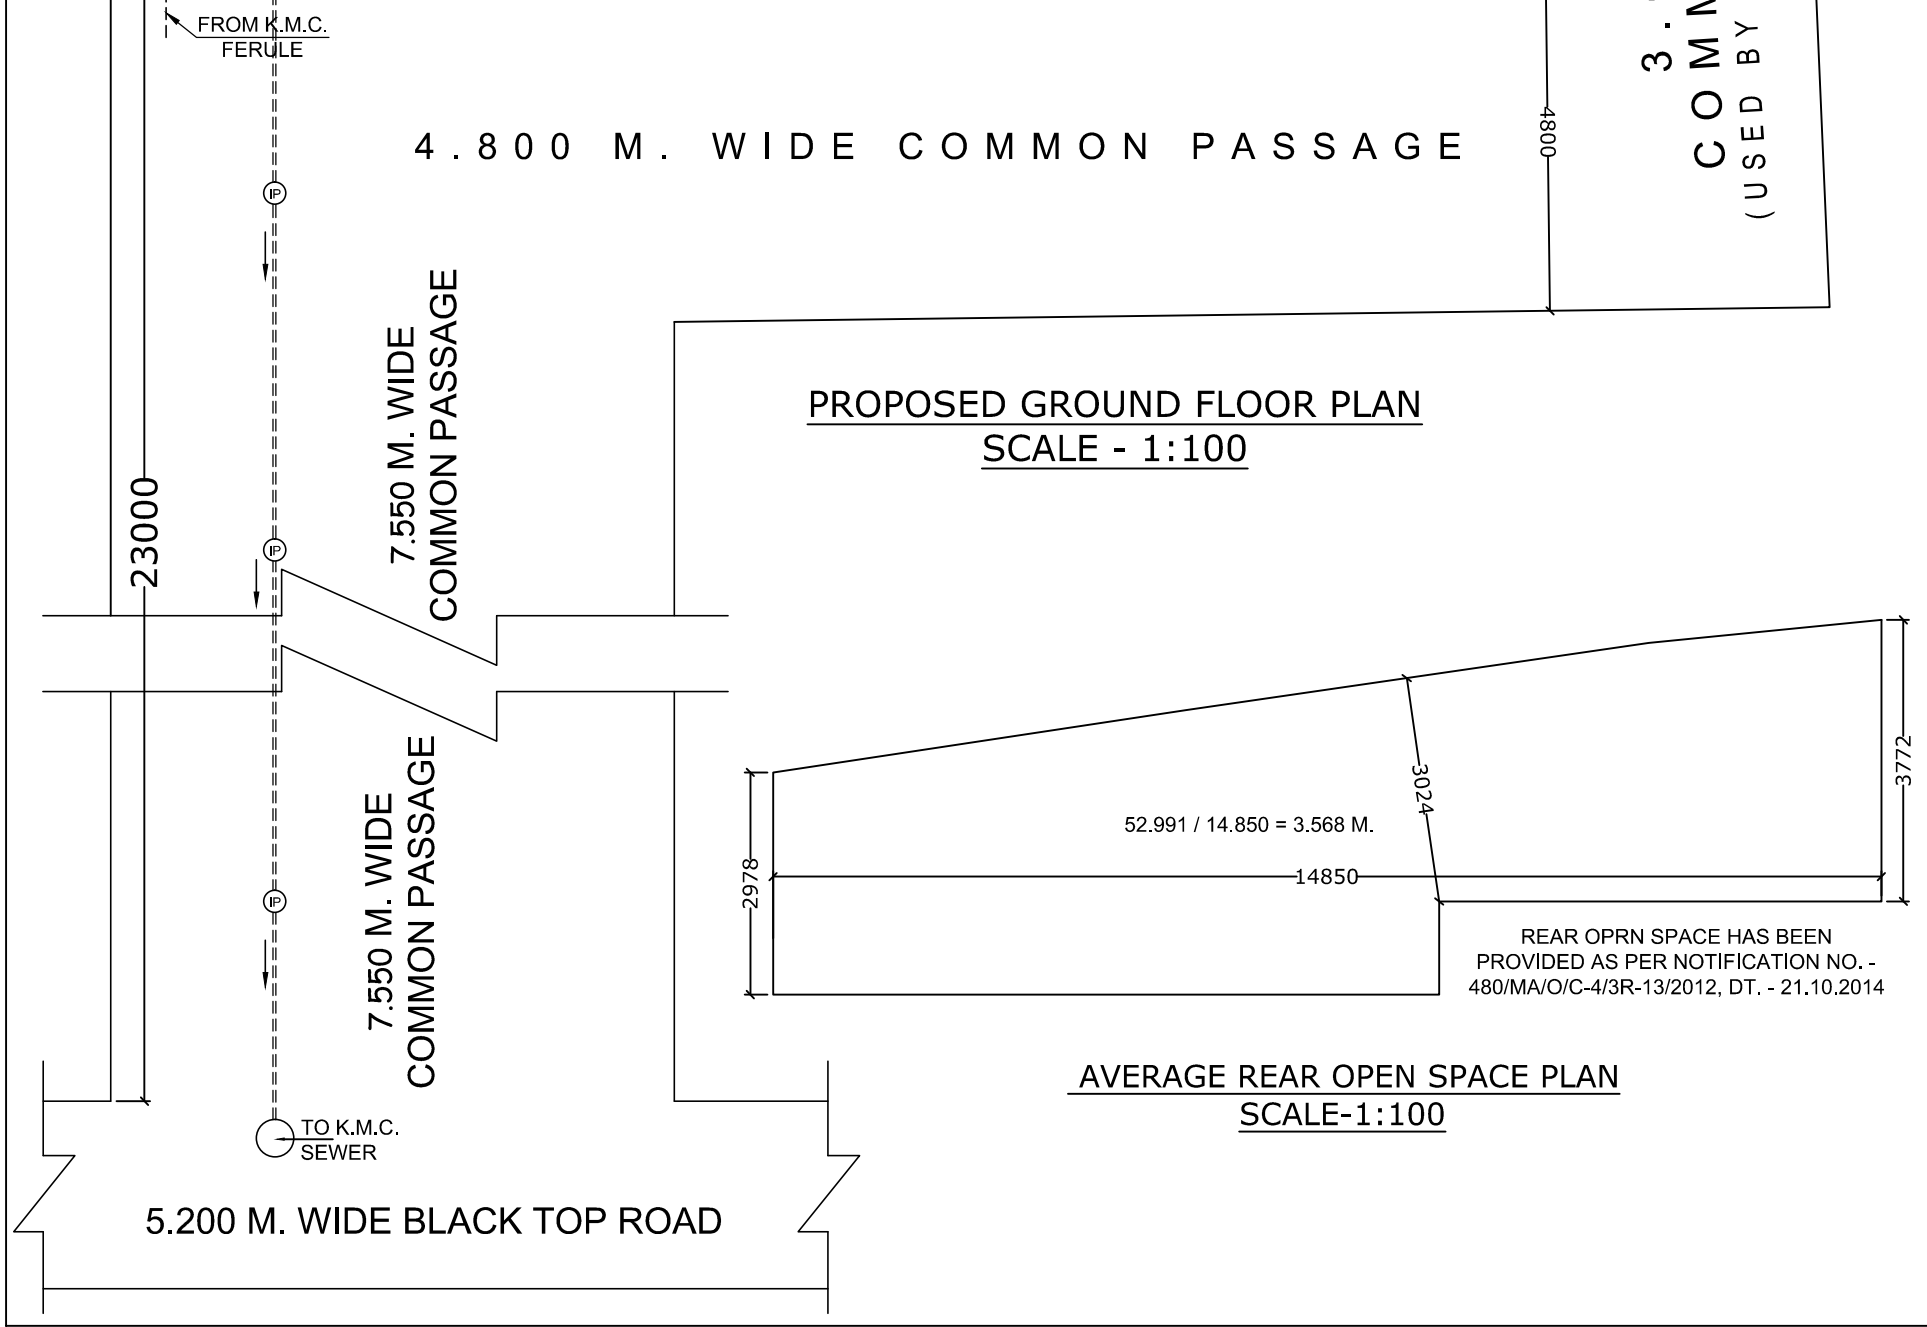 FROM K.M.C.
FERULE
4.800 M. WIDE COMMON PASSAGE
4800
(USED BY
IP
7.550 M. WIDE
COMMON PASSAGE
PROPOSED GROUND FLOOR PLAN
SCALE - 1:100
23000
IP
7.550 M. WIDE
COMMON PASSAGE
IP
2978
52.991 / 14.850 = 3.568 M.
3024
14850
3772
REAR OPRN SPACE HAS BEEN
PROVIDED AS PER NOTIFICATION NO. -
480/MA/O/C-4/3R-13/2012, DT. - 21.10.2014
AVERAGE REAR OPEN SPACE PLAN
SCALE-1:100
TO K.M.C.
SEWER
5.200 M. WIDE BLACK TOP ROAD